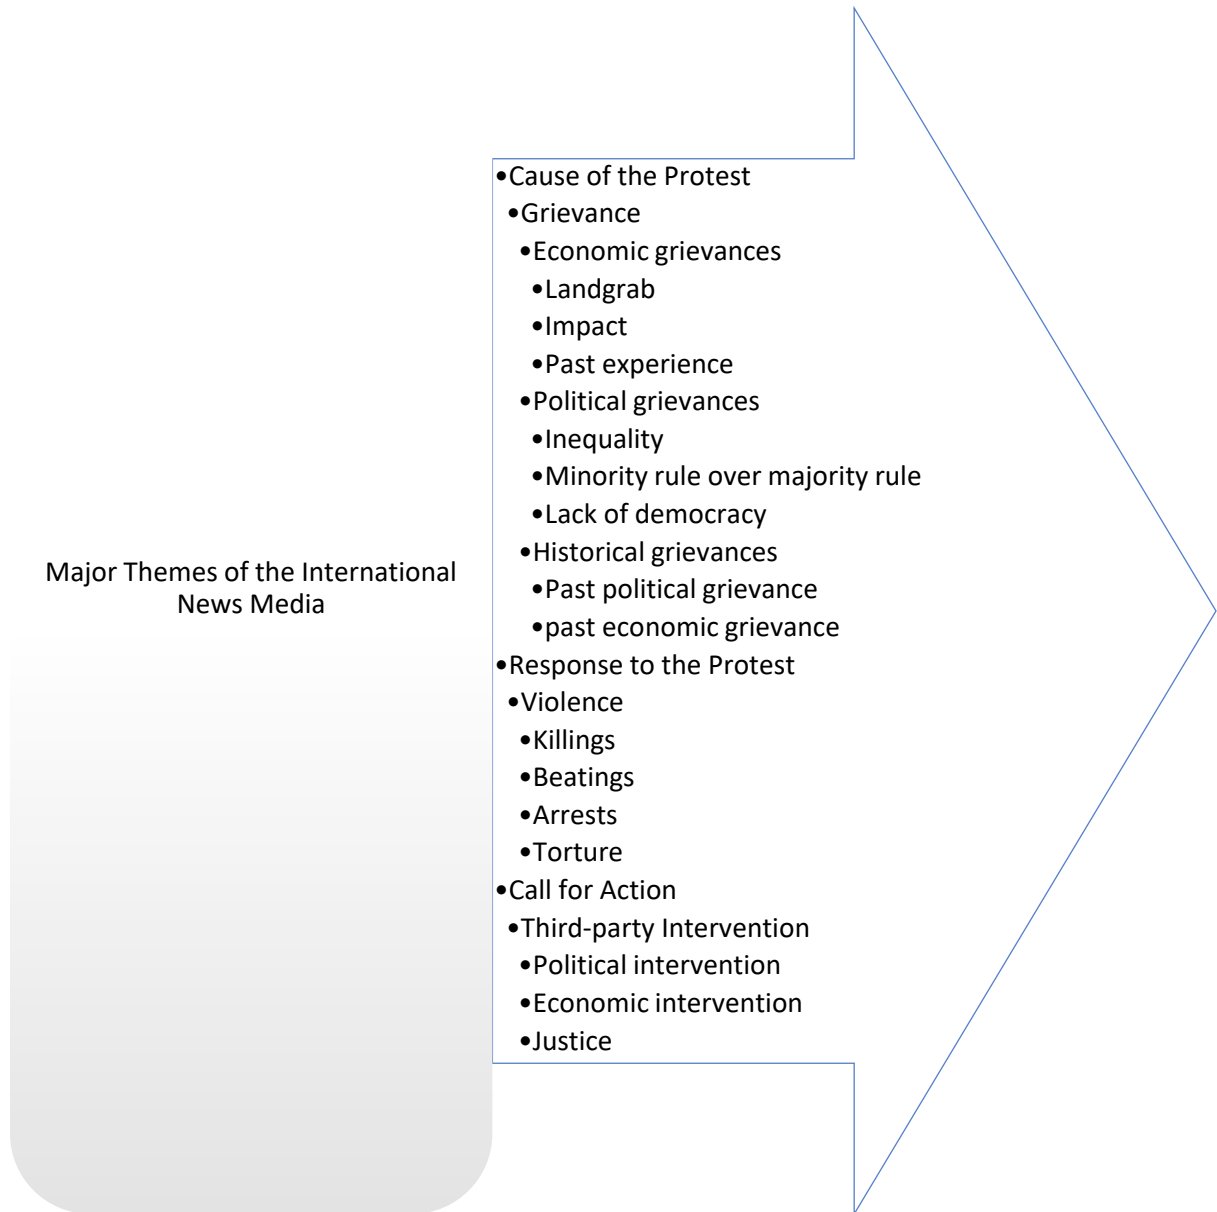 Major Themes of the International
News Media
•Cause of the Protest
•Grievance
•Economic grievances
•Landgrab
•Impact
•Past experience
•Political grievances
•Inequality
•Minority rule over majority rule
•Lack of democracy
•Historical grievances
•Past political grievance
•past economic grievance
•Response to the Protest
•Violence
•Killings
•Beatings
•Arrests
•Torture
•Call for Action
•Third-party Intervention
•Political intervention
•Economic intervention
•Justice